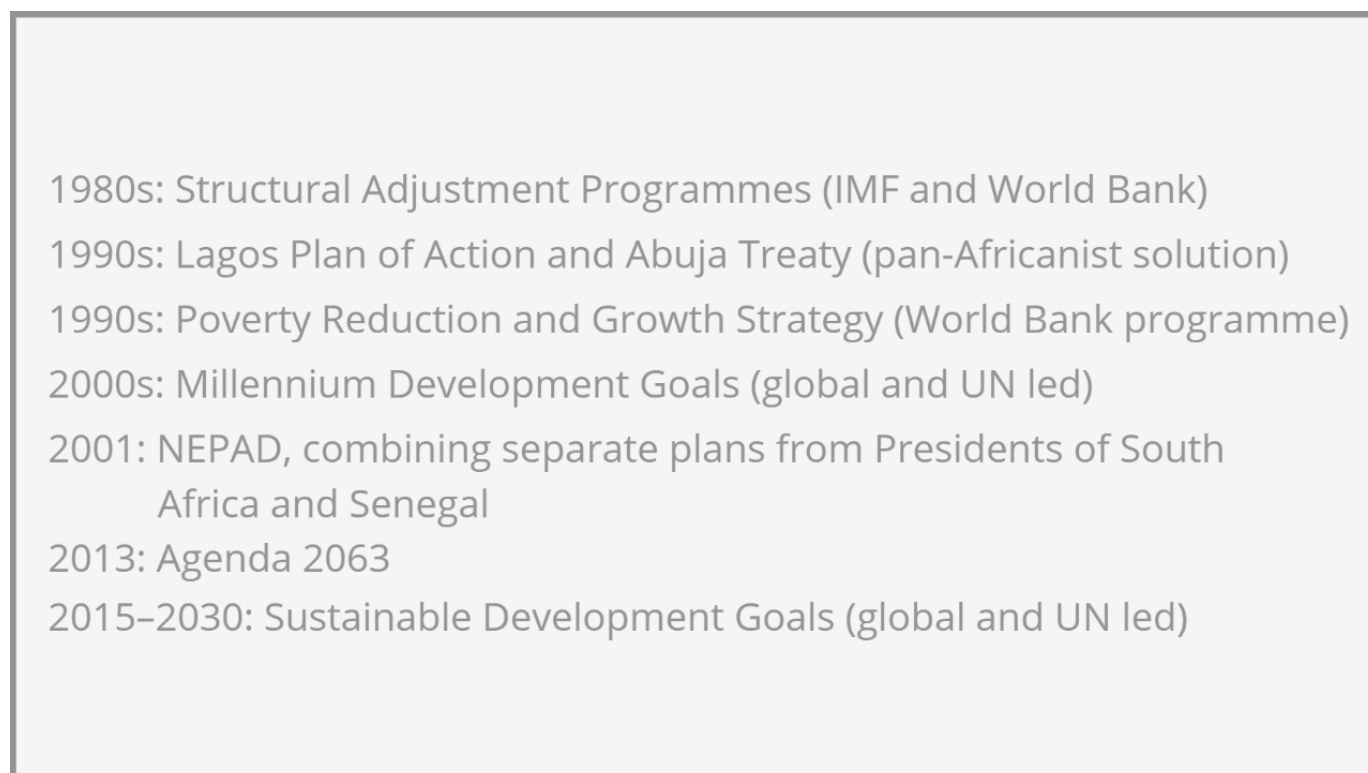 1980s: Structural Adjustment Programmes (IMF and World Bank)
1990s: Lagos Plan of Action and Abuja Treaty (pan-Africanist solution)
1990s: Poverty Reduction and Growth Strategy (World Bank programme)
2000s: Millennium Development Goals (global and UN led)
2001: NEPAD, combining separate plans from Presidents of South
Africa and Senegal
2013: Agenda 2063
2015–2030: Sustainable Development Goals (global and UN led)